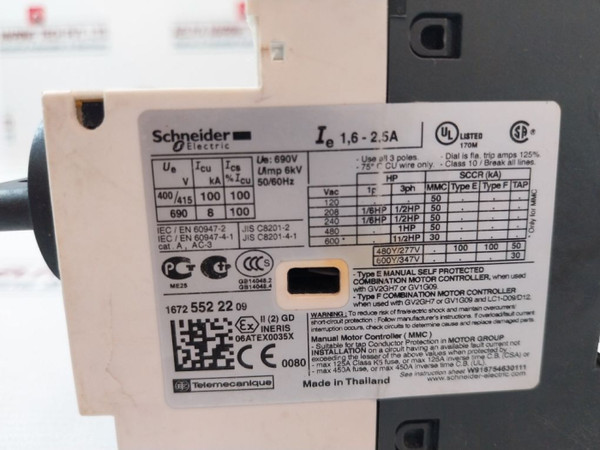 Schneider Electric
Ie 1,6 - 2,5A
UL LISTED 170M
Ue Icu Ics
kA % Icu
400/415 100 100
690 8 100
Ue: 690V
Uimp 6kV
50/60Hz
IEC / EN 60947-2 JIS C8201-2
IEC / EN 60947-4-1 JIS C8201-4-1
cat. A, AC-3
- Use all 3 poles.
- 75° C CU wire only.
- Dial is fla. trip amps 125%
- Class 10 / Break all lines.
HP SCCR (kA)
Vac 1ph 3ph MMC Type E Type F TAP
120 - - 50
208 1/6HP 1/2HP 50
240 1/6HP 1/2HP 50
480 - 1HP 50
600 - 1 1/2HP 30
480Y/277V 100 100 50
600Y/347V 30
* Only for MMC
ME25
CCC S
GB14048.2
GB14048.4
1672 552 22 09
Ex II (2) GD
INERIS
06ATEX0035X
CE 0080
- Type E MANUAL SELF PROTECTED
COMBINATION MOTOR CONTROLLER, when used
with GV2GH7 or GV1G09.
- Type F COMBINATION MOTOR CONTROLLER, when
used with GV2GH7 or GV1G09 and LC1-D09/D12.
WARNING: To reduce risk of fire/electric shock and maintain overcurrent/
short-circuit protection : Follow manufacturer's instructions. If overload/fault current
interruption occurs, check circuits to determine cause and replace damaged motor
Manual Motor Controller ( MMC )
- Suitable for tap Conductor Protection in MOTOR GROUP
INSTALLATION on a circuit having an available fault current not
exceeding the lesser of the above values when protected by :
- max 125A Class K5 fuse, or max 125A inverse time C.B. (CSA) or
- max 450A fuse, or max 450A inverse time C.B. (UL).
See instruction sheet W916754630111
www.schneider-electric.com
Telemecanique
Made in Thailand